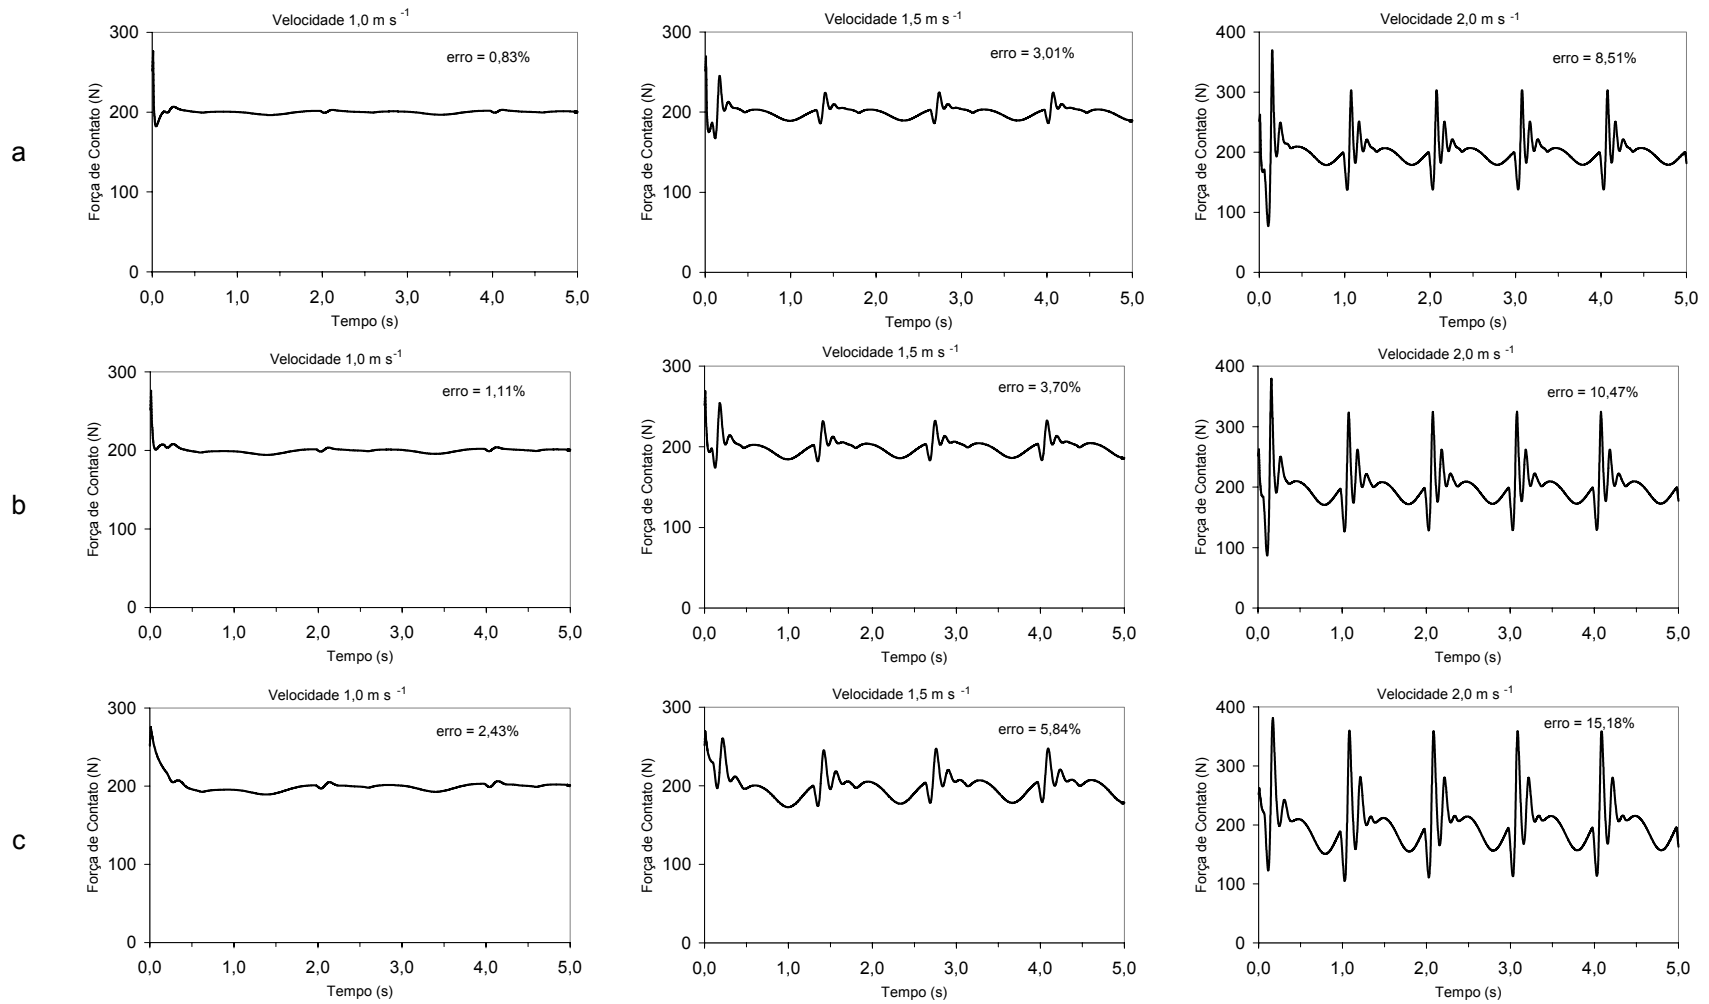 Velocidade 1,0 m s -1
erro = 0,83%
300
200
100
0
Força de Contato (N)
0,0 1,0 2,0 3,0 4,0 5,0
Tempo (s)
Velocidade 1,5 m s -1
erro = 3,01%
300
200
100
0
Força de Contato (N)
0,0 1,0 2,0 3,0 4,0 5,0
Tempo (s)
Velocidade 2,0 m s -1
erro = 8,51%
400
300
200
100
0
Força de Contato (N)
0,0 1,0 2,0 3,0 4,0 5,0
Tempo (s)
a
Velocidade 1,0 m s -1
erro = 1,11%
300
200
100
0
Força de Contato (N)
0,0 1,0 2,0 3,0 4,0 5,0
Tempo (s)
Velocidade 1,5 m s -1
erro = 3,70%
300
200
100
0
Força de Contato (N)
0,0 1,0 2,0 3,0 4,0 5,0
Tempo (s)
Velocidade 2,0 m s -1
erro = 10,47%
400
300
200
100
0
Força de Contato (N)
0,0 1,0 2,0 3,0 4,0 5,0
Tempo (s)
b
Velocidade 1,0 m s -1
erro = 2,43%
300
200
100
0
Força de Contato (N)
0,0 1,0 2,0 3,0 4,0 5,0
Tempo (s)
Velocidade 1,5 m s -1
erro = 5,84%
300
200
100
0
Força de Contato (N)
0,0 1,0 2,0 3,0 4,0 5,0
Tempo (s)
Velocidade 2,0 m s -1
erro = 15,18%
400
300
200
100
0
Força de Contato (N)
0,0 1,0 2,0 3,0 4,0 5,0
Tempo (s)
c